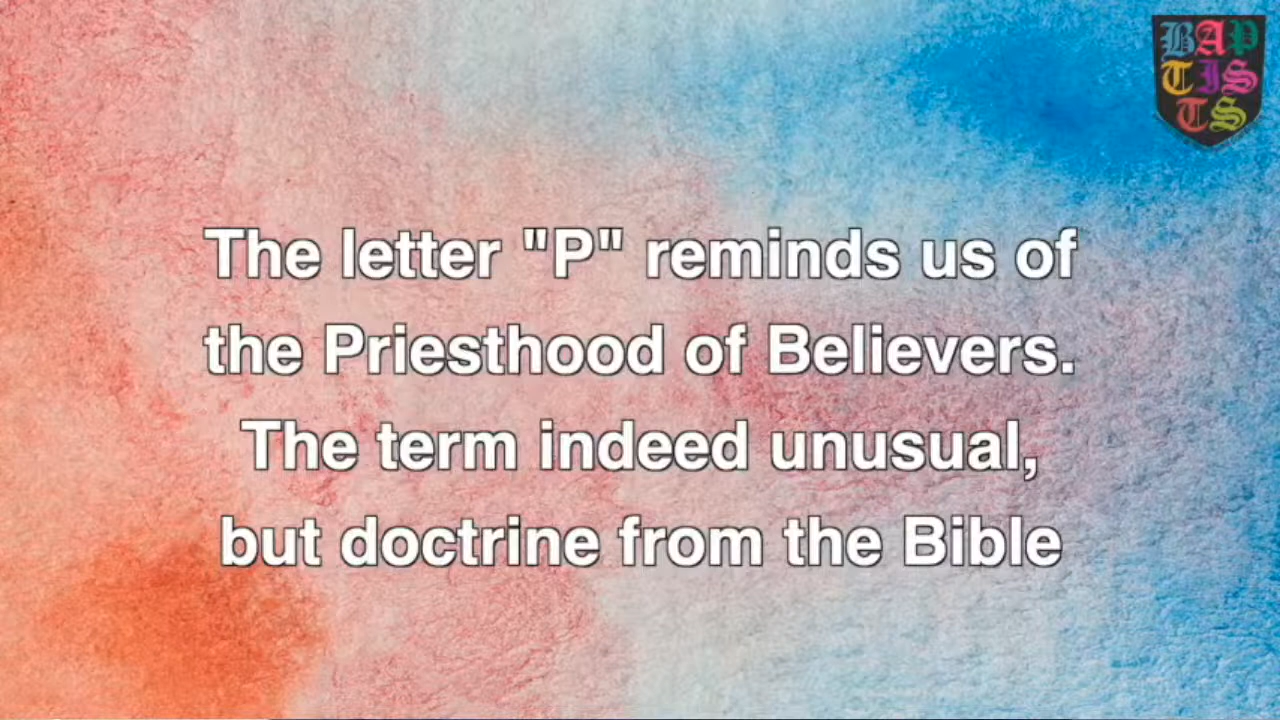 The letter "P" reminds us of
the Priesthood of Believers.
The term indeed unusual,
but doctrine from the Bible
BAP
TIS
TS